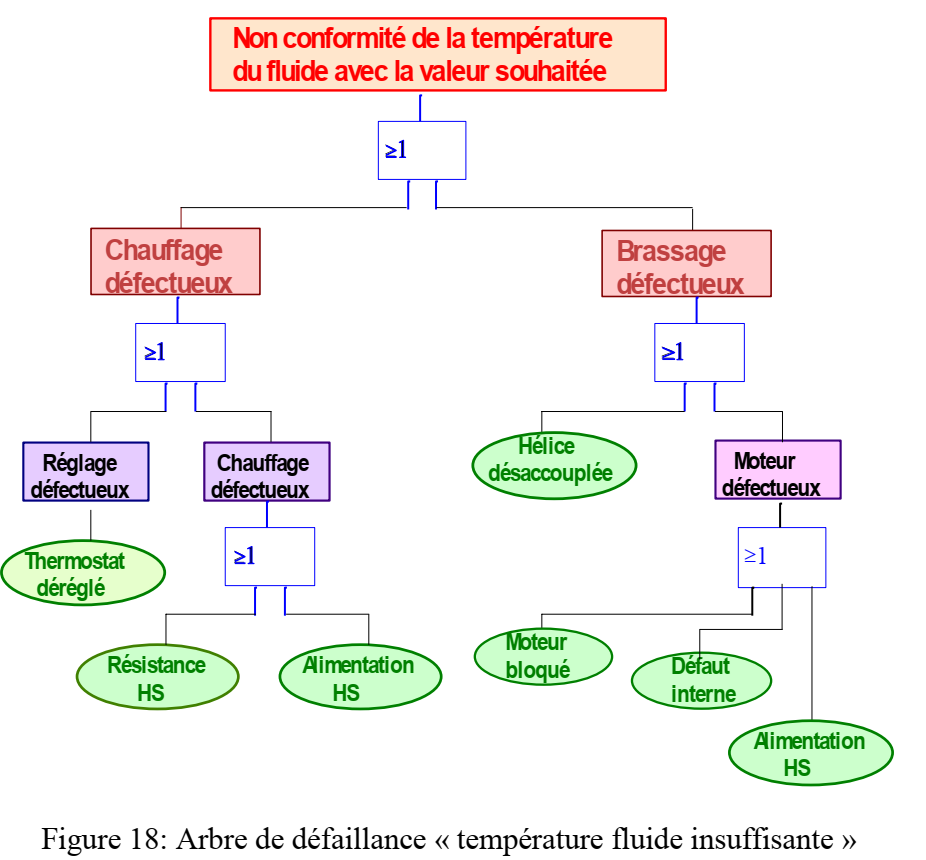 Non conformité de la température
du fluide avec la valeur souhaitée
≥1
Chauffage
défectueux
Brassage
défectueux
≥1
≥1
Réglage
défectueux
Chauffage
défectueux
Hélice
désaccouplée
Moteur
défectueux
Thermostat
déréglé
≥1
≥1
Résistance
HS
Alimentation
HS
Moteur
bloqué
Défaut
interne
Alimentation
HS
Figure 18: Arbre de défaillance « température fluide insuffisante »